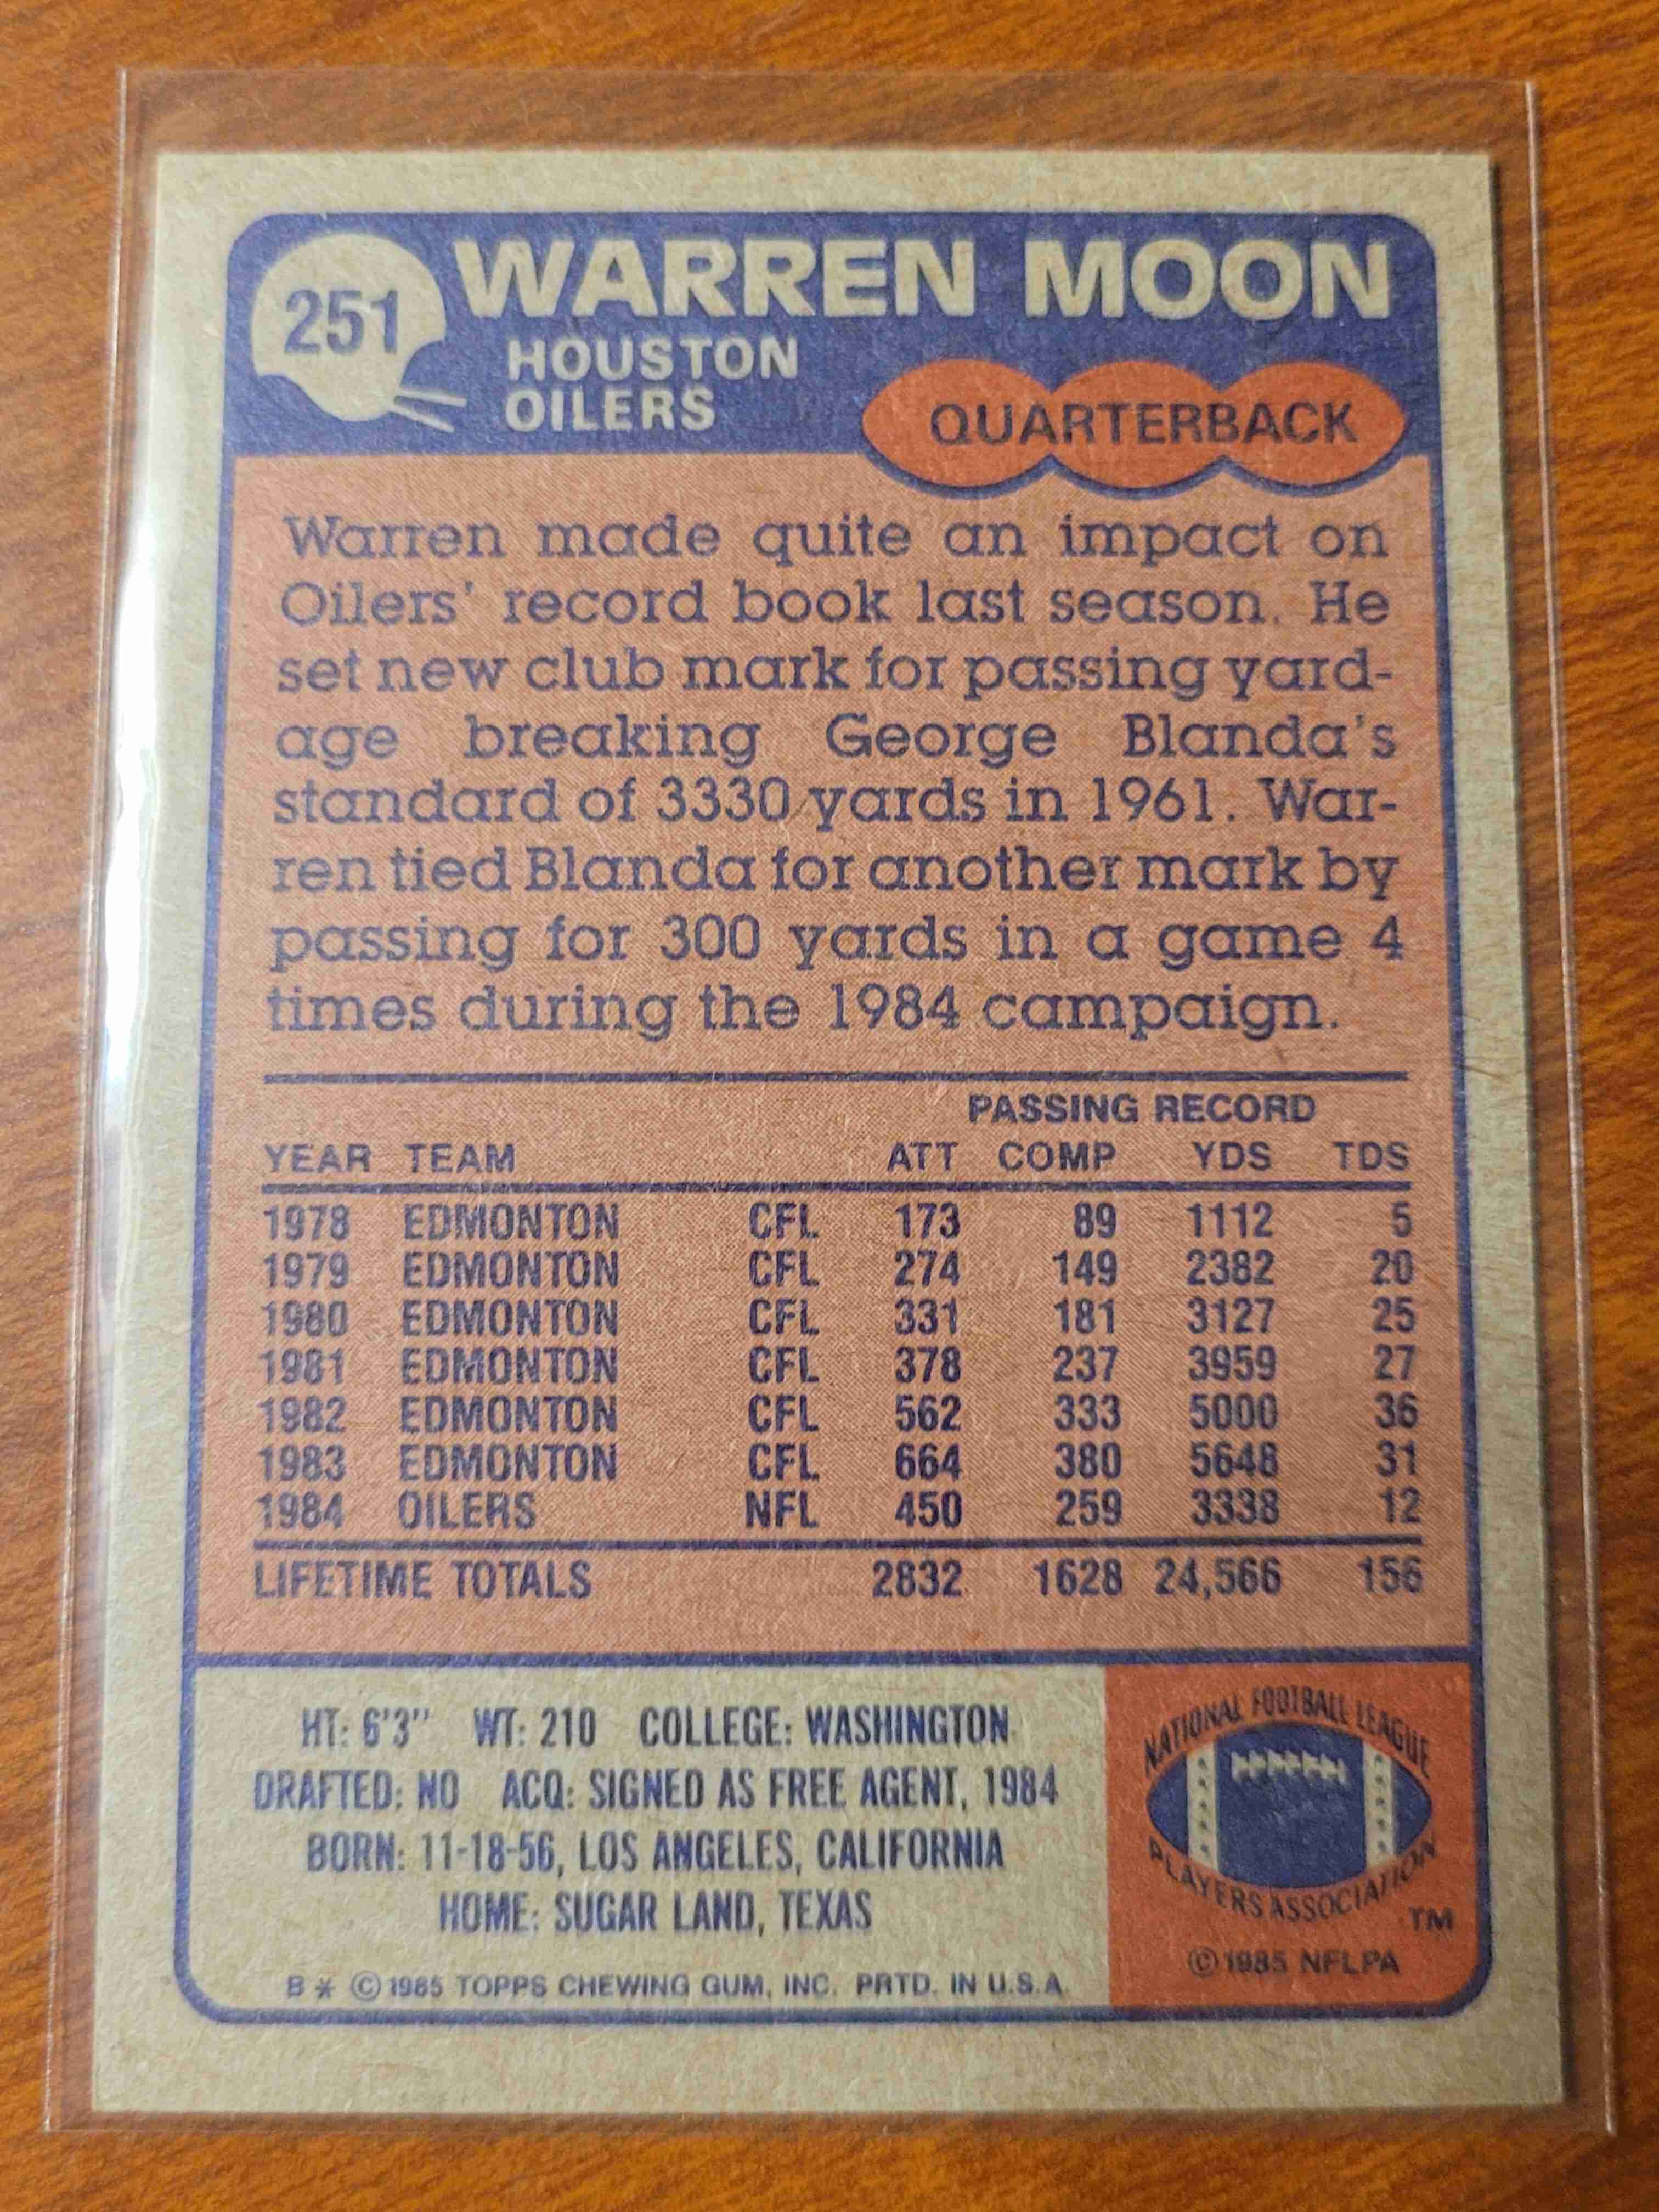 251
WARREN MOON
HOUSTON
OILERS
QUARTERBACK
Warren made quite an impact on
Oilers' record book last season. He
set new club mark for passing yard-
age breaking George Blanda's
standard of 3330 yards in 1961. War-
ren tied Blanda for another mark by
passing for 300 yards in a game 4
times during the 1984 campaign.
PASSING RECORD
YEAR TEAM ATT COMP YDS TDS
1978 EDMONTON CFL 173 89 1112 5
1979 EDMONTON CFL 274 149 2382 20
1980 EDMONTON CFL 331 181 3127 25
1981 EDMONTON CFL 378 237 3959 27
1982 EDMONTON CFL 562 333 5000 36
1983 EDMONTON CFL 664 380 5648 31
1984 OILERS NFL 450 259 3338 12
LIFETIME TOTALS 2832 1628 24,566 156
HT: 6'3" WT: 210 COLLEGE: WASHINGTON
DRAFTED: NO ACQ: SIGNED AS FREE AGENT, 1984
BORN: 11-18-56, LOS ANGELES, CALIFORNIA
HOME: SUGAR LAND, TEXAS
B * © 1985 TOPPS CHEWING GUM, INC. PRTD. IN U.S.A.
NATIONAL FOOTBALL LEAGUE
PLAYERS ASSOCIATION
TM
© 1985 NFLPA